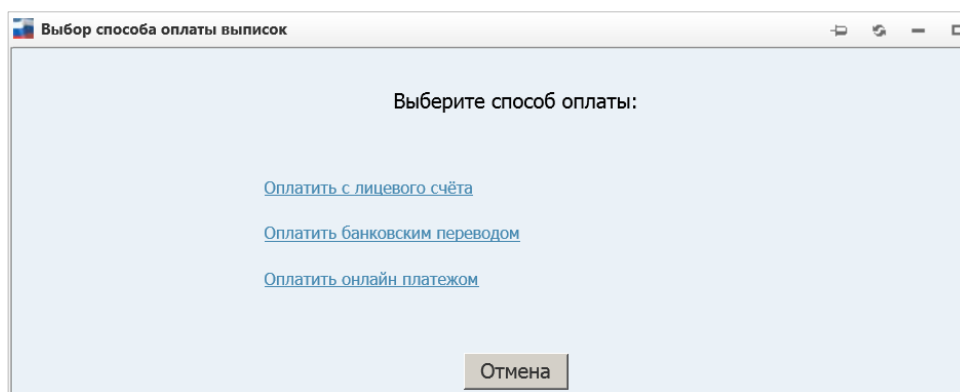 Выбор способа оплаты выписок
Выберите способ оплаты:
Оплатить с лицевого счёта
Оплатить банковским переводом
Оплатить онлайн платежом
Отмена